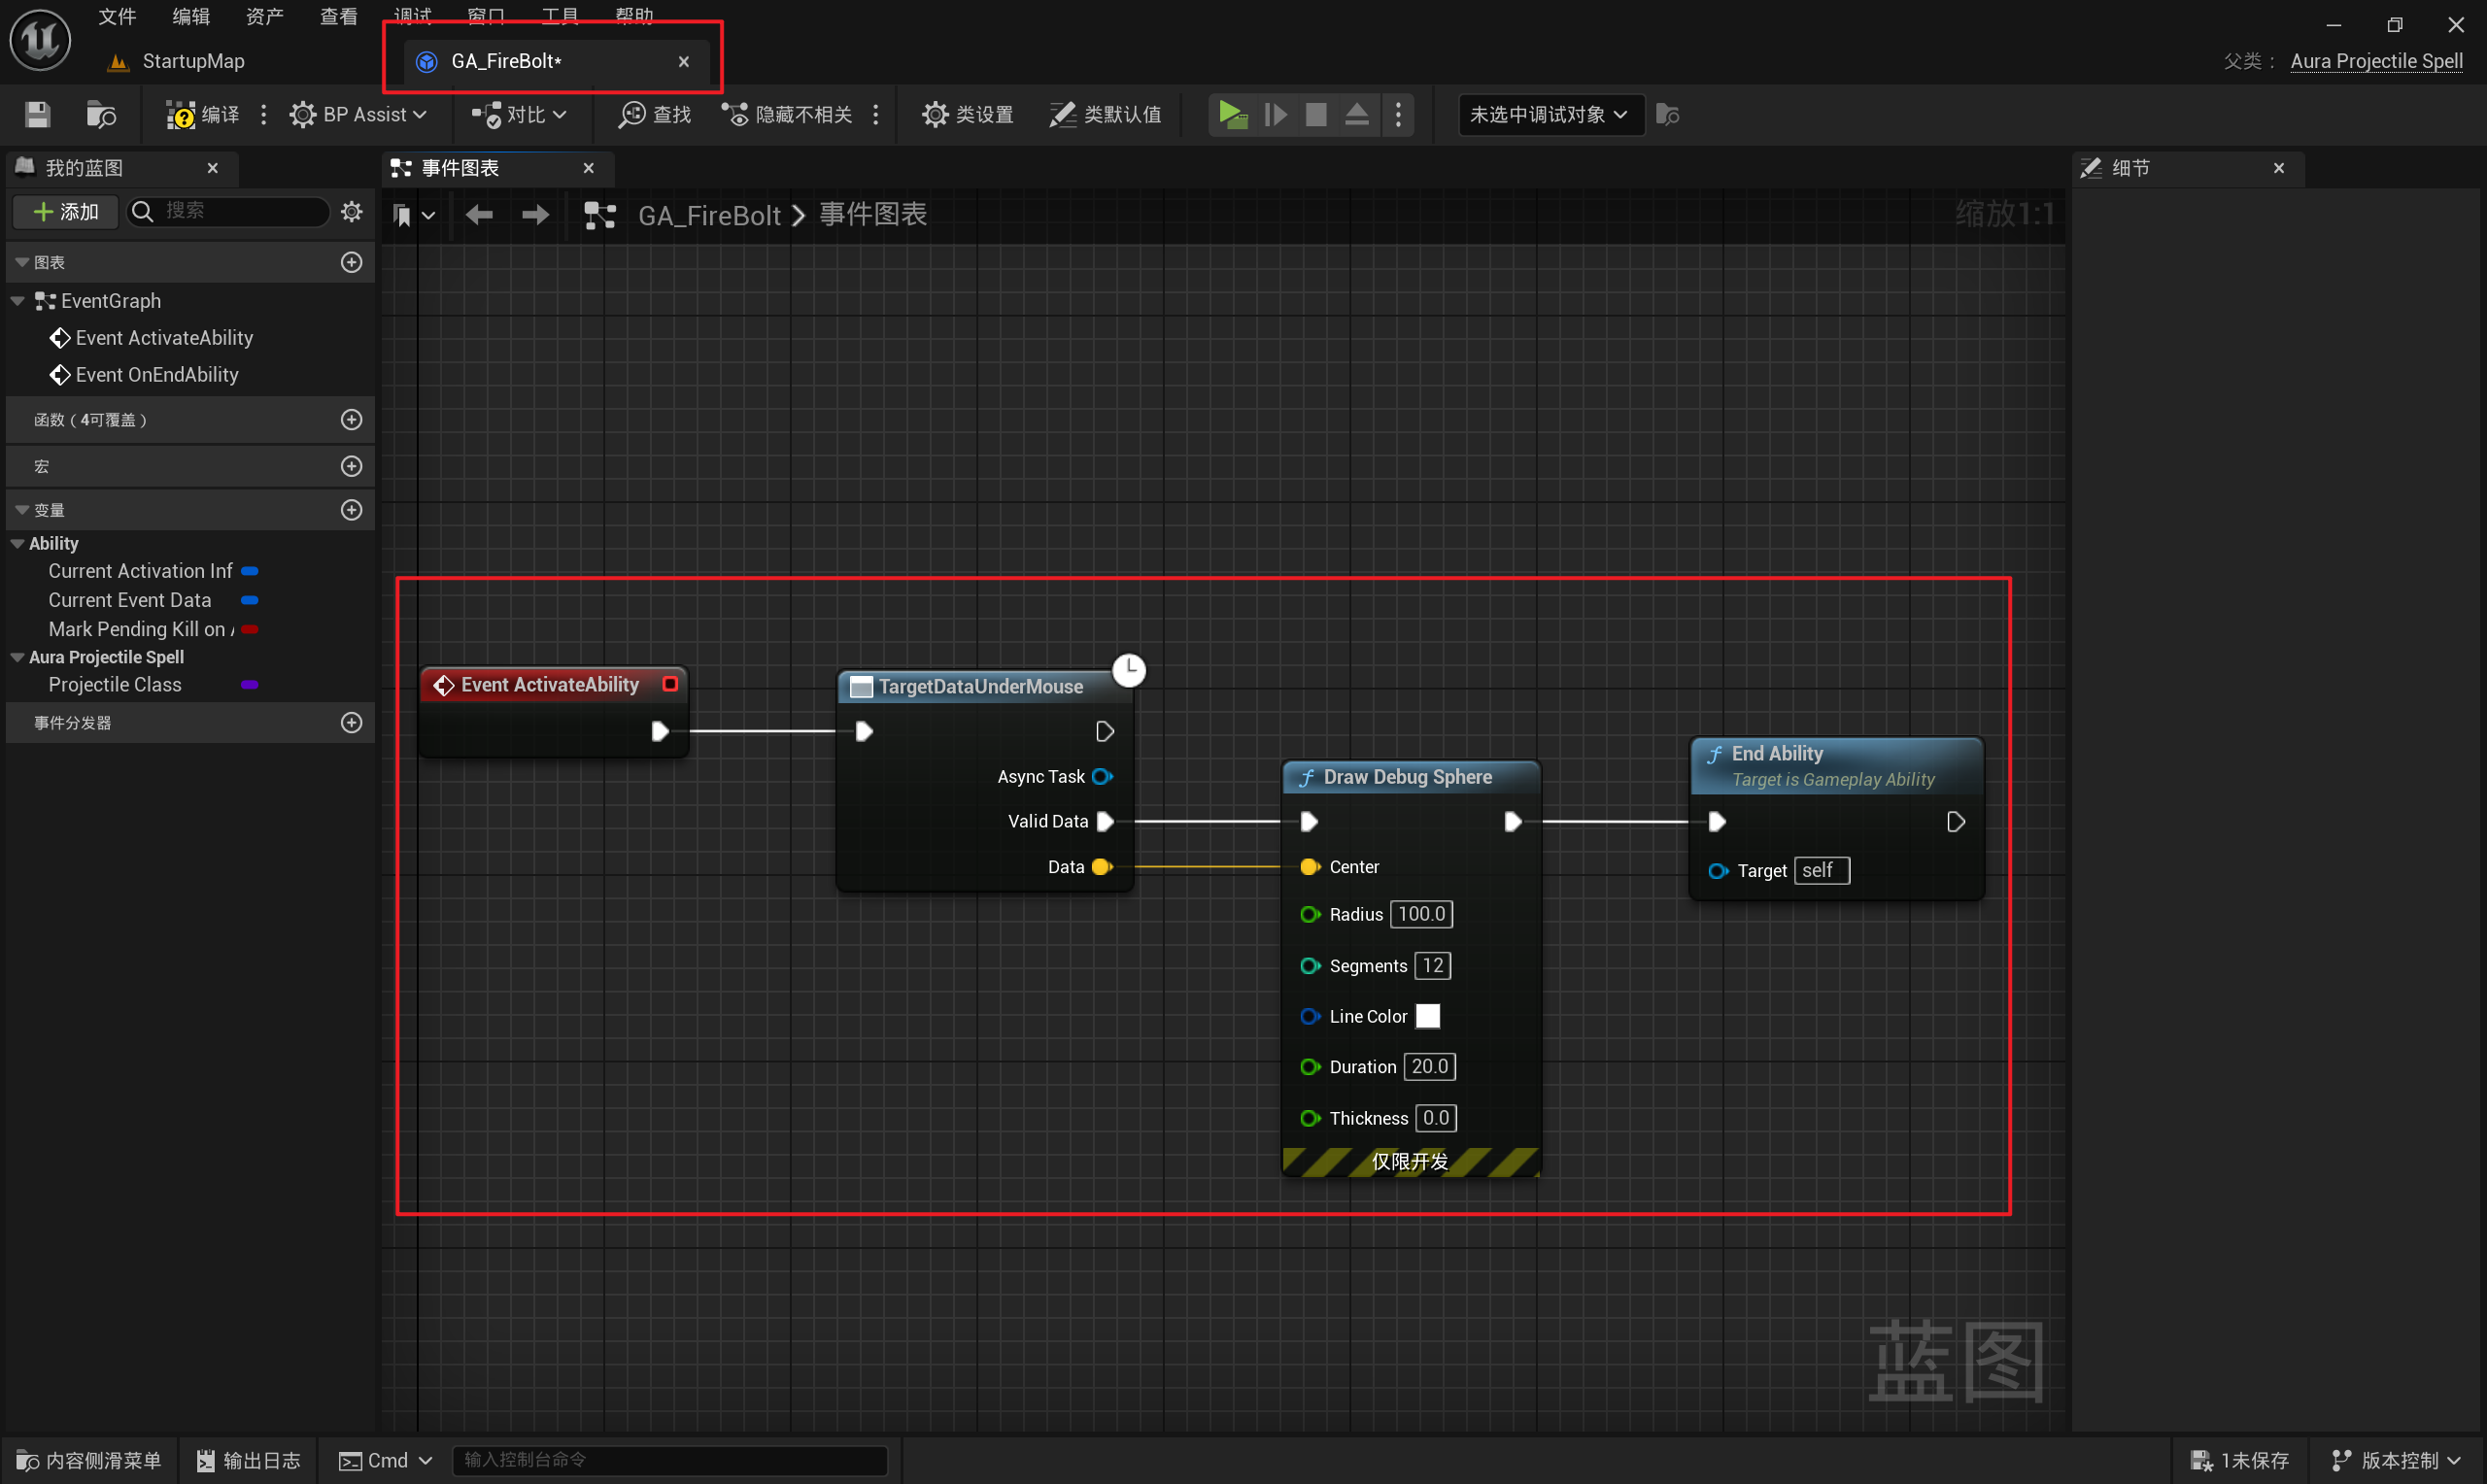 文件 编辑 资产 查看 调试 窗口 工具 帮助
StartupMap
GA_FireBolt*
父类： Aura Projectile Spell
编译 BP Assist 对比 查找 隐藏不相关 类设置 类默认值 未选中调试对象
我的蓝图
事件图表
细节
添加 搜索
GA_FireBolt > 事件图表
缩放1:1
图表
EventGraph
Event ActivateAbility
Event OnEndAbility
函数（4可覆盖）
宏
变量
Ability
Current Activation Inf
Current Event Data
Mark Pending Kill on
Aura Projectile Spell
Projectile Class
事件分发器
Event ActivateAbility
TargetDataUnderMouse
Async Task
Valid Data
Data
Draw Debug Sphere
Center
Radius 100.0
Segments 12
Line Color
Duration 20.0
Thickness 0.0
仅限开发
End Ability
Target is Gameplay Ability
Target self
蓝图
内容侧滑菜单 输出日志 Cmd 输入控制台命令 1未保存 版本控制